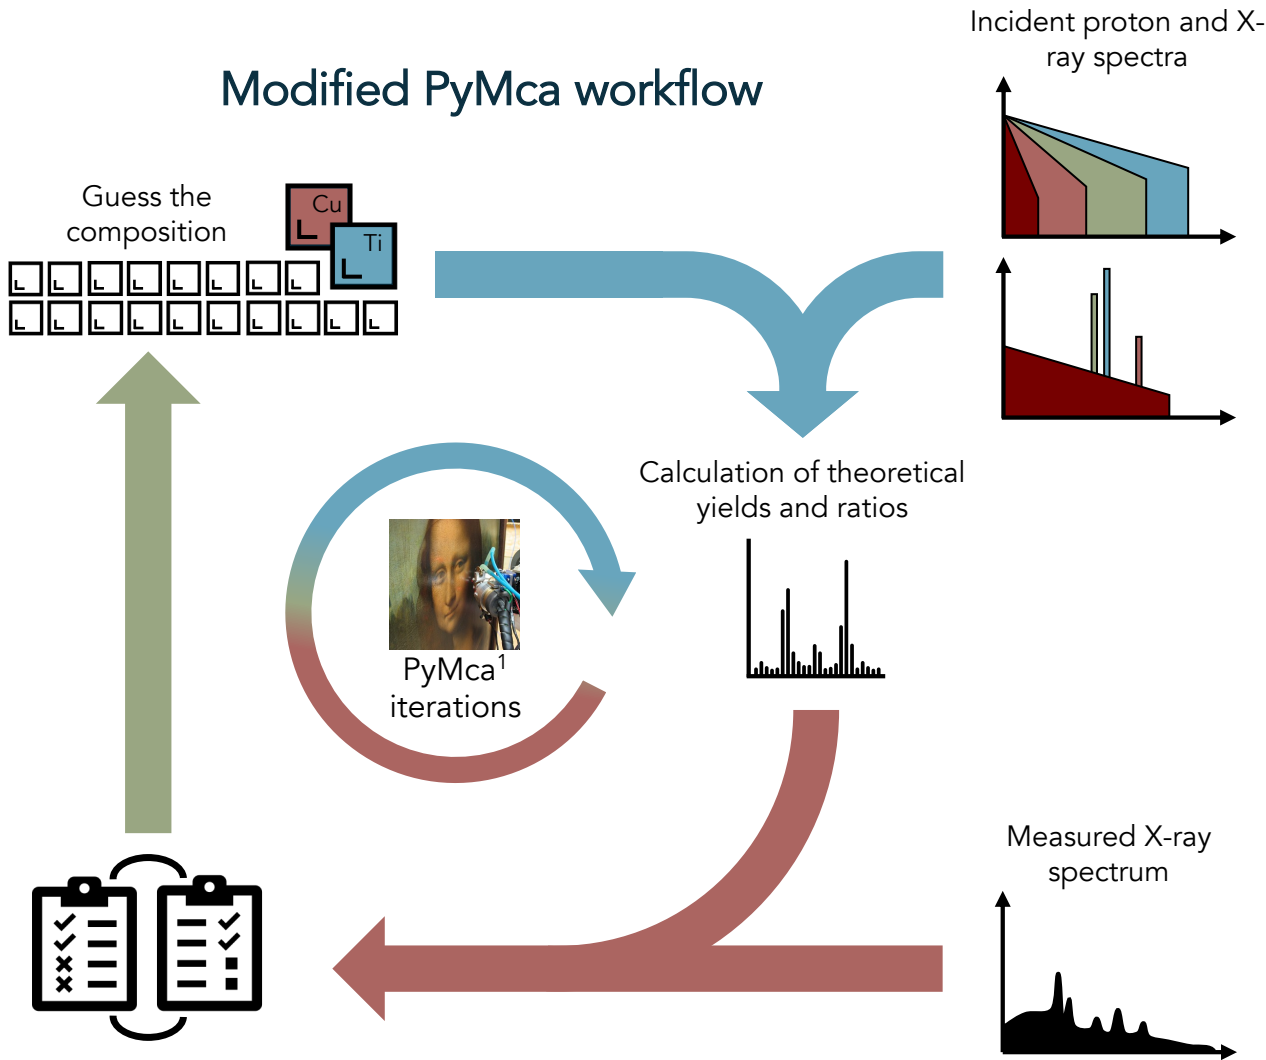 Incident proton and X-
ray spectra
Modified PyMca workflow
Guess the
composition
Cu
Ti
Calculation of theoretical
yields and ratios
PyMca¹
iterations
Measured X-ray
spectrum